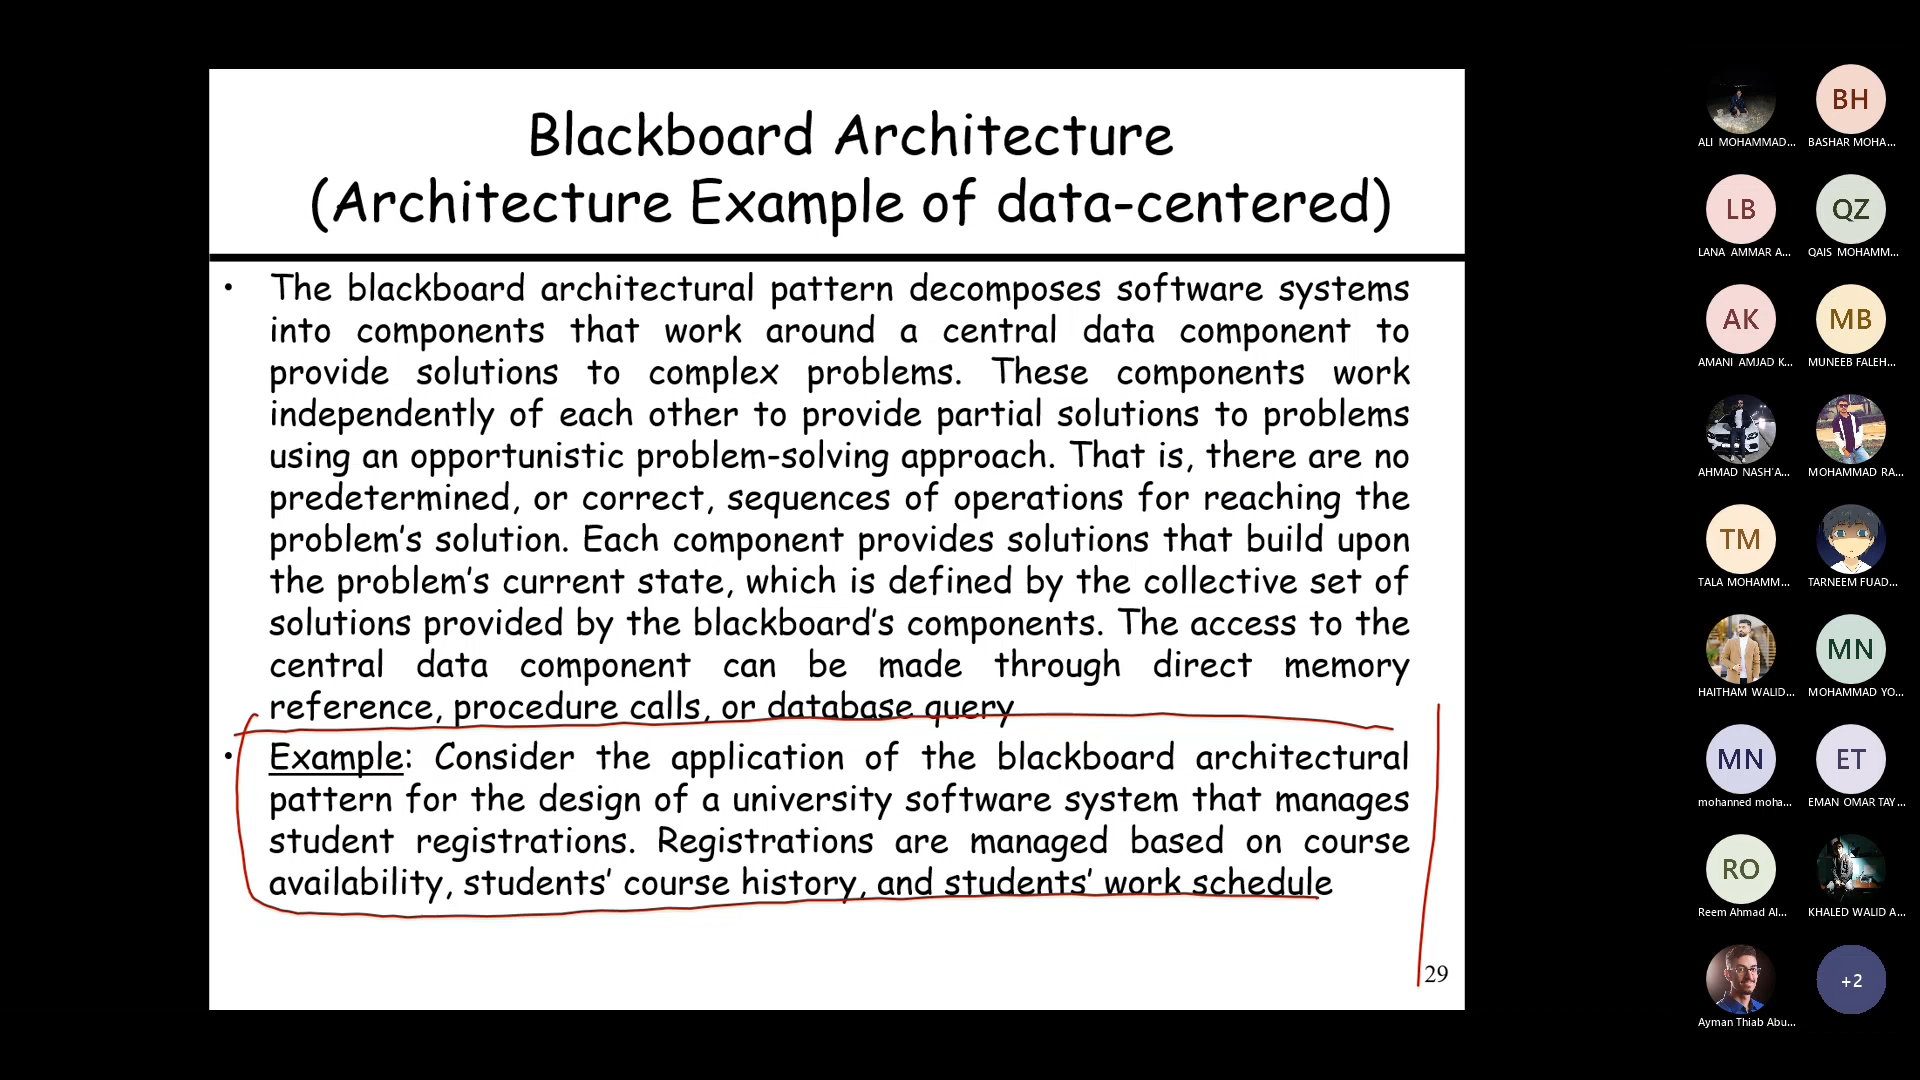 Blackboard Architecture
(Architecture Example of data-centered)
• The blackboard architectural pattern decomposes software systems
into components that work around a central data component to
provide solutions to complex problems. These components work
independently of each other to provide partial solutions to problems
using an opportunistic problem-solving approach. That is, there are no
predetermined, or correct, sequences of operations for reaching the
problem's solution. Each component provides solutions that build upon
the problem's current state, which is defined by the collective set of
solutions provided by the blackboard's components. The access to the
central data component can be made through direct memory
reference, procedure calls, or database query
• Example: Consider the application of the blackboard architectural
pattern for the design of a university software system that manages
student registrations. Registrations are managed based on course
availability, students' course history, and students' work schedule
29
BH
ALI MOHAMMAD... BASHAR MOHA...
LB QZ
LANA AMMAR A... QAIS MOHAMM...
AK MB
AMANI AMJAD K... MUNEEB FALEH...
AHMAD NASH'A... MOHAMMAD RA...
TM
TALA MOHAMM... TARNEEM FUAD...
MN
HAITHAM WALID... MOHAMMAD YO...
MN ET
mohanned moha... EMAN OMAR TAY...
RO
Reem Ahmad Al... KHALED WALID A...
+2
Ayman Thiab Abu...